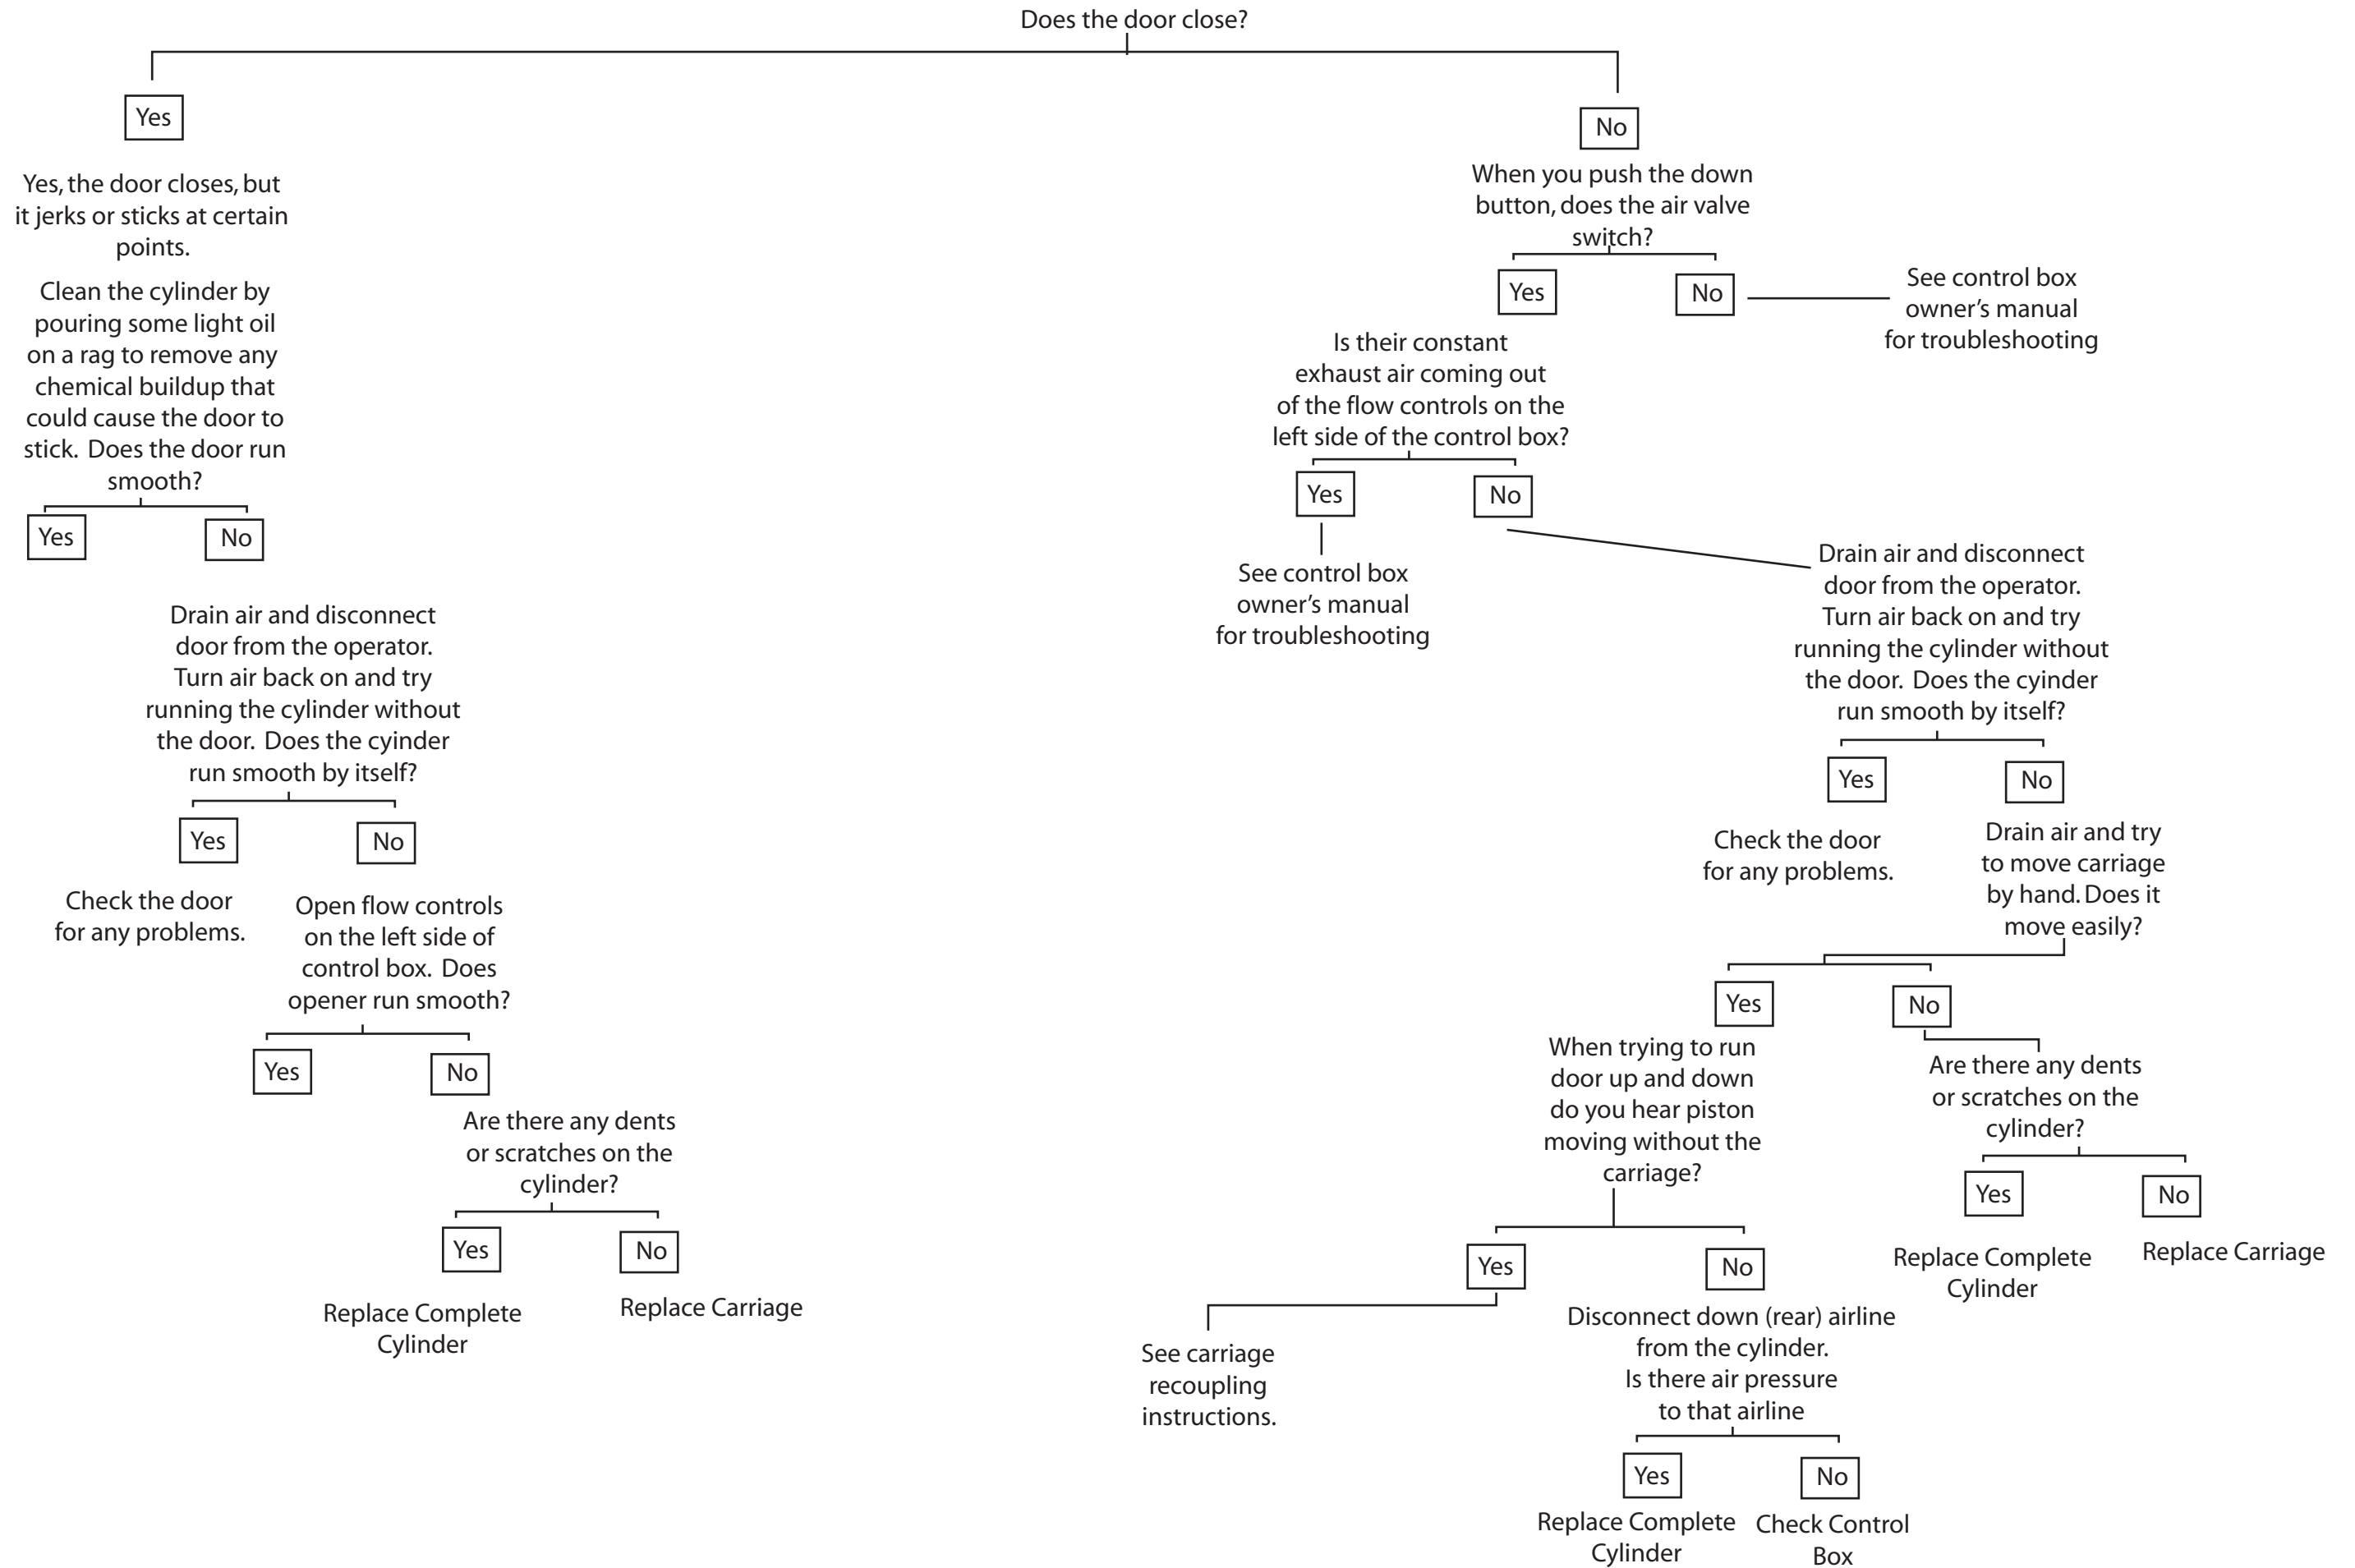 Does the door close?
Yes
Yes, the door closes, but
it jerks or sticks at certain
points.
Clean the cylinder by
pouring some light oil
on a rag to remove any
chemical buildup that
could cause the door to
stick. Does the door run
smooth?
Yes
No
Drain air and disconnect
door from the operator.
Turn air back on and try
running the cylinder without
the door. Does the cyinder
run smooth by itself?
Yes
No
Check the door
for any problems.
Open flow controls
on the left side of
control box. Does
opener run smooth?
Yes
No
Are there any dents
or scratches on the
cylinder?
Yes
No
Replace Complete
Cylinder
Replace Carriage
No
When you push the down
button, does the air valve
switch?
Yes
No
See control box
owner’s manual
for troubleshooting
Is their constant
exhaust air coming out
of the flow controls on the
left side of the control box?
Yes
No
See control box
owner’s manual
for troubleshooting
Drain air and disconnect
door from the operator.
Turn air back on and try
running the cylinder without
the door. Does the cyinder
run smooth by itself?
Yes
No
Check the door
for any problems.
Drain air and try
to move carriage
by hand. Does it
move easily?
Yes
No
When trying to run
door up and down
do you hear piston
moving without the
carriage?
Are there any dents
or scratches on the
cylinder?
Yes
No
Replace Complete
Cylinder
Replace Carriage
Yes
No
See carriage
recoupling
instructions.
Disconnect down (rear) airline
from the cylinder.
Is there air pressure
to that airline
Yes
No
Replace Complete
Cylinder
Check Control
Box